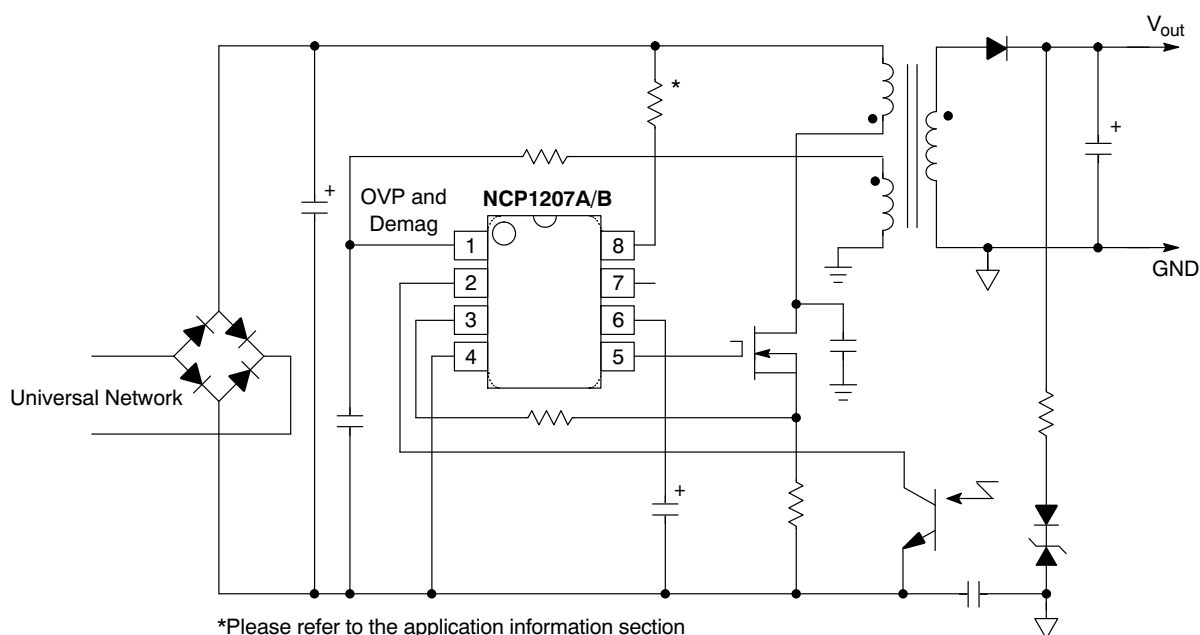 V_out
+
*
+
OVP and
Demag
NCP1207A/B
1
8
2
7
3
6
4
5
GND
Universal Network
+
*Please refer to the application information section